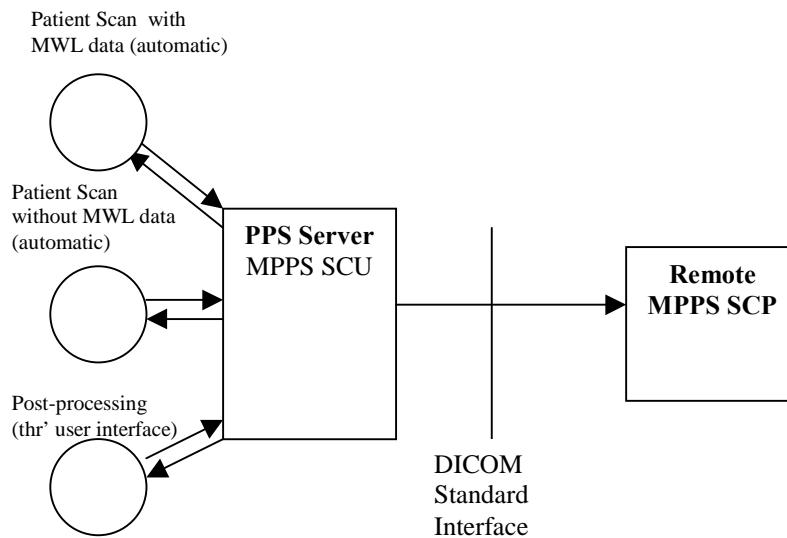 Patient Scan with
MWL data (automatic)
Patient Scan
without MWL data
(automatic)
PPS Server
MPPS SCU
Remote
MPPS SCP
Post-processing
(thr' user interface)
DICOM
Standard
Interface